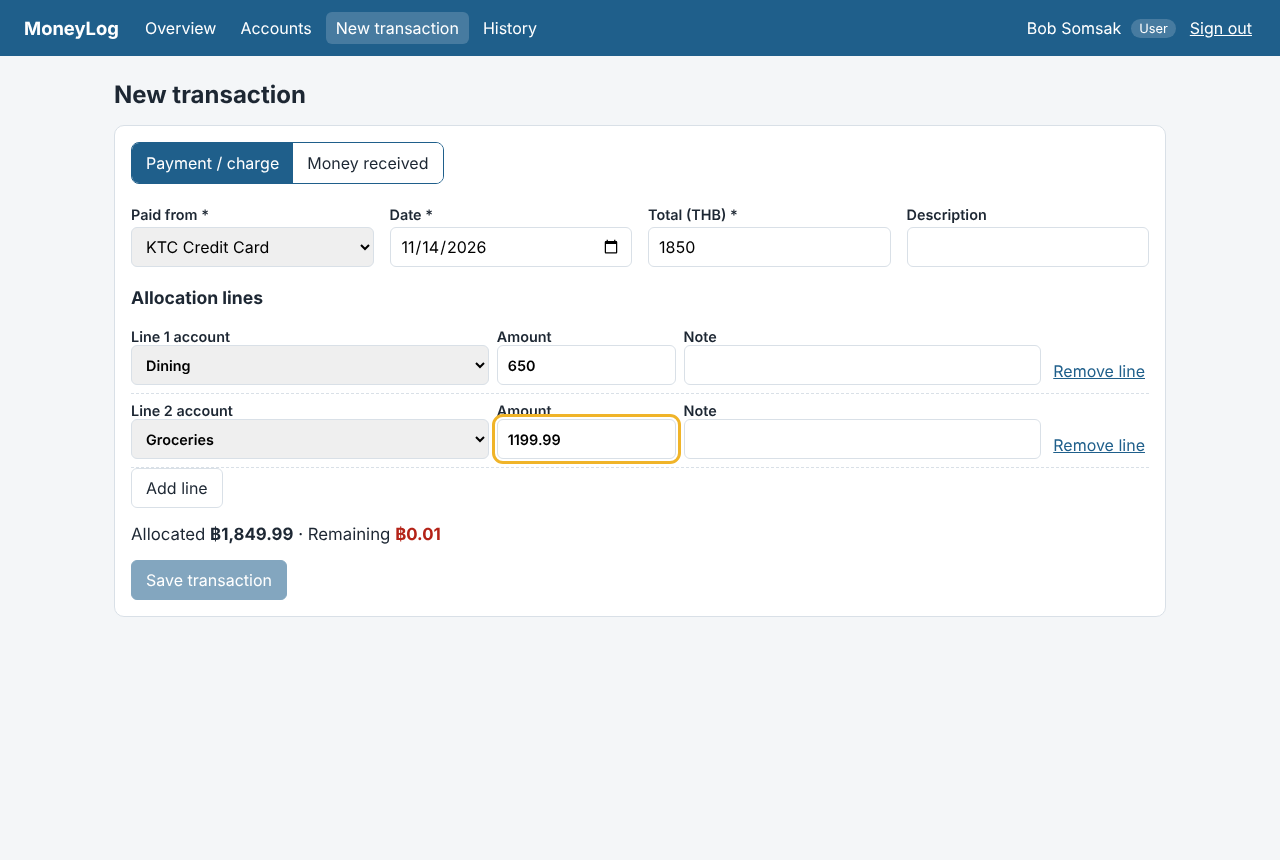 MoneyLog Overview Accounts New transaction History Bob Somsak User Sign out
New transaction
Payment / charge Money received
Paid from * Date * Total (THB) * Description
KTC Credit Card 11/14/2026 1850
Allocation lines
Line 1 account Amount Note
Dining 650 Remove line
Line 2 account Amount Note
Groceries 1199.99 Remove line
Add line
Allocated ฿1,849.99 · Remaining ฿0.01
Save transaction